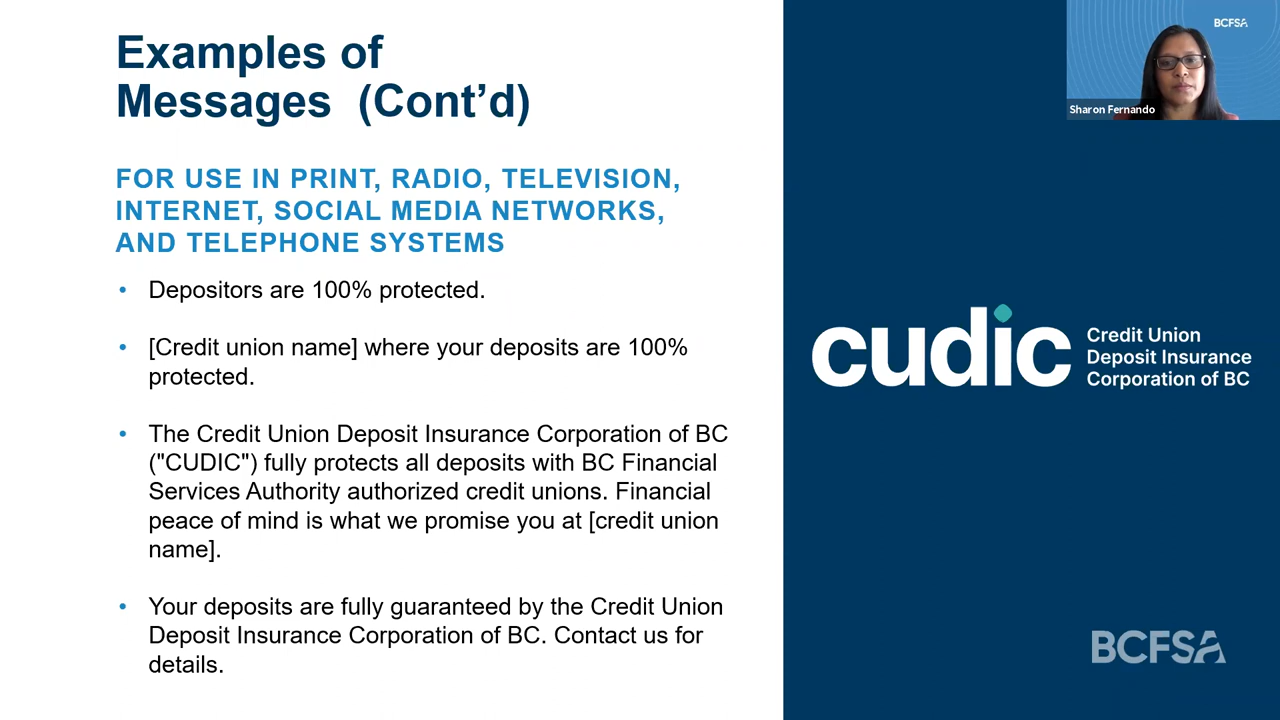 Examples of
Messages (Cont’d)
FOR USE IN PRINT, RADIO, TELEVISION,
INTERNET, SOCIAL MEDIA NETWORKS,
AND TELEPHONE SYSTEMS
• Depositors are 100% protected.
• [Credit union name] where your deposits are 100%
protected.
• The Credit Union Deposit Insurance Corporation of BC
("CUDIC") fully protects all deposits with BC Financial
Services Authority authorized credit unions. Financial
peace of mind is what we promise you at [credit union
name].
• Your deposits are fully guaranteed by the Credit Union
Deposit Insurance Corporation of BC. Contact us for
details.
BCFSA
Sharon Fernando
cudic
Credit Union
Deposit Insurance
Corporation of BC
BCFSA